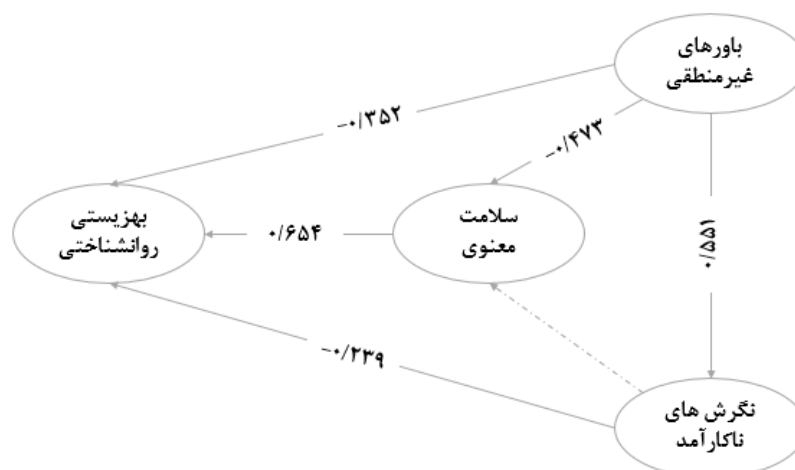 باورهای
غیرمنطقی
−۰/۳۵۲
−۰/۴۷۳
سلامت
معنوی
بهزیستی
روانشناختی
۰/۶۵۴
۰/۵۵۱
−۰/۲۳۹
نگرش های
ناکارآمد